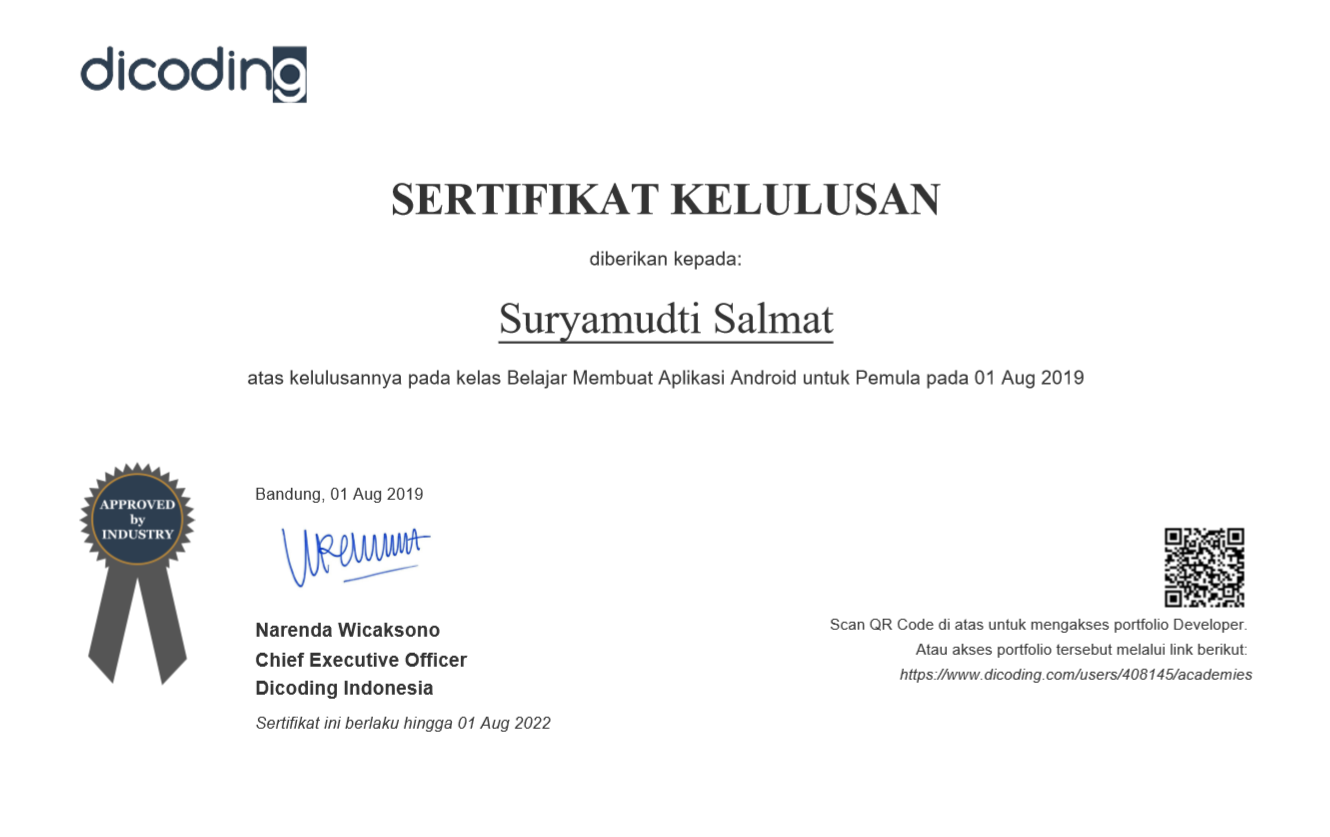 dicoding
SERTIFIKAT KELULUSAN
diberikan kepada:
Suryamudti Salmat
atas kelulusannya pada kelas Belajar Membuat Aplikasi Android untuk Pemula pada 01 Aug 2019
APPROVED
by
INDUSTRY
Bandung, 01 Aug 2019
Narenda Wicaksono
Chief Executive Officer
Dicoding Indonesia
Sertifikat ini berlaku hingga 01 Aug 2022
Scan QR Code di atas untuk mengakses portfolio Developer.
Atau akses portfolio tersebut melalui link berikut:
https://www.dicoding.com/users/408145/academies